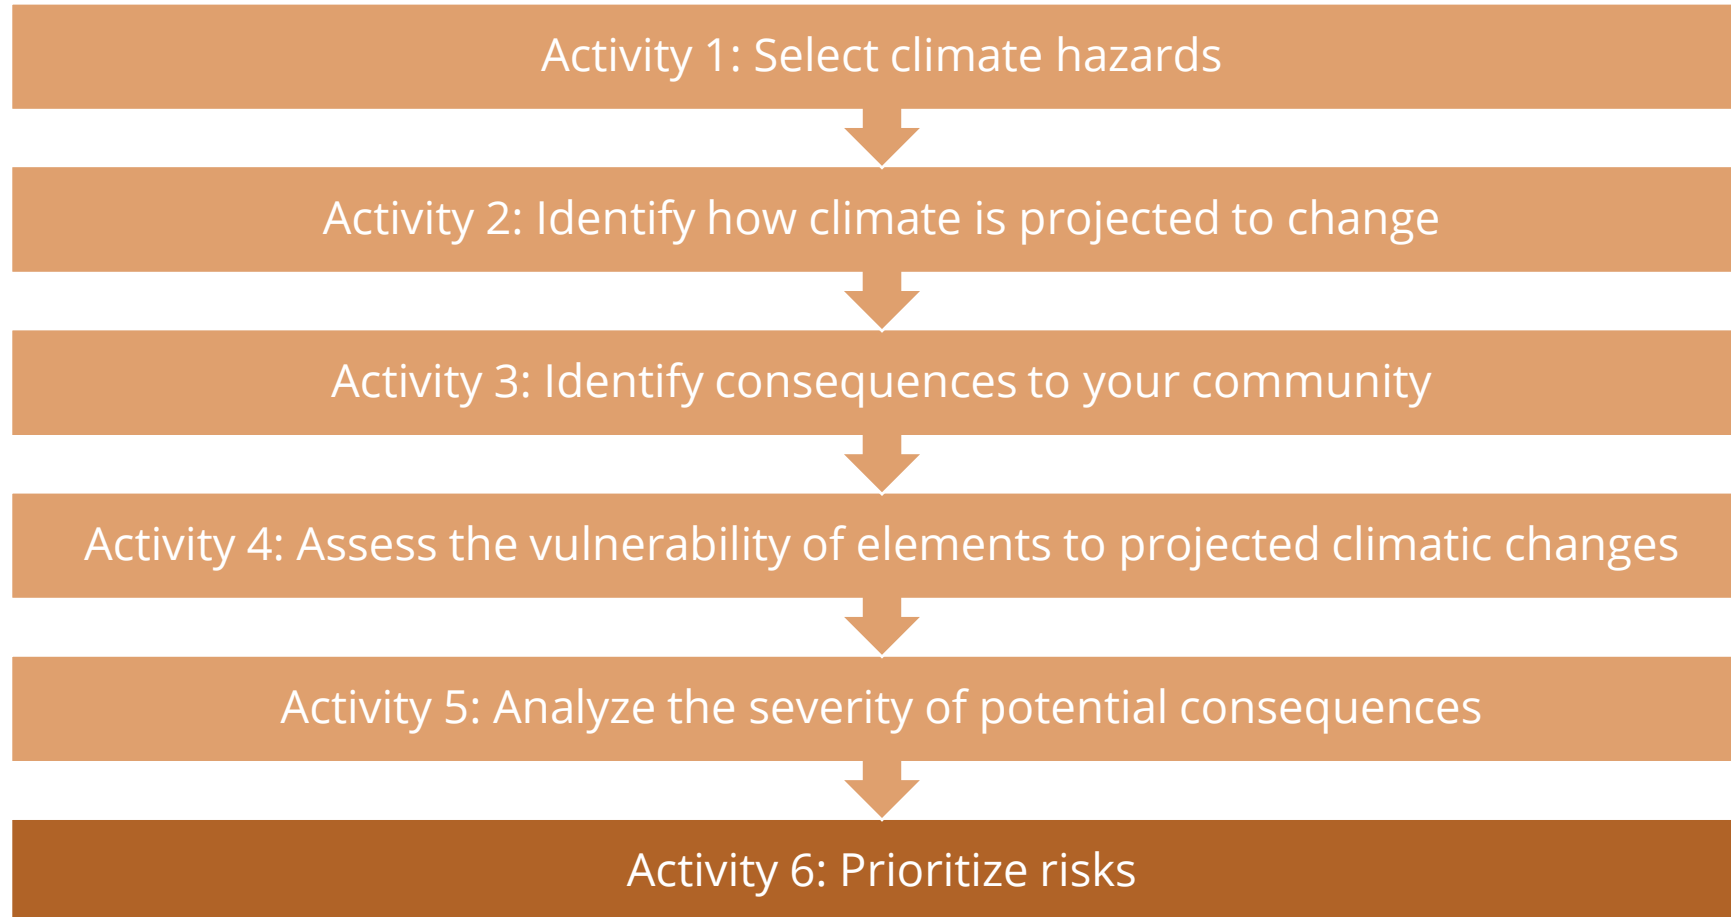 Activity 1: Select climate hazards
Activity 2: Identify how climate is projected to change
Activity 3: Identify consequences to your community
Activity 4: Assess the vulnerability of elements to projected climatic changes
Activity 5: Analyze the severity of potential consequences
Activity 6: Prioritize risks